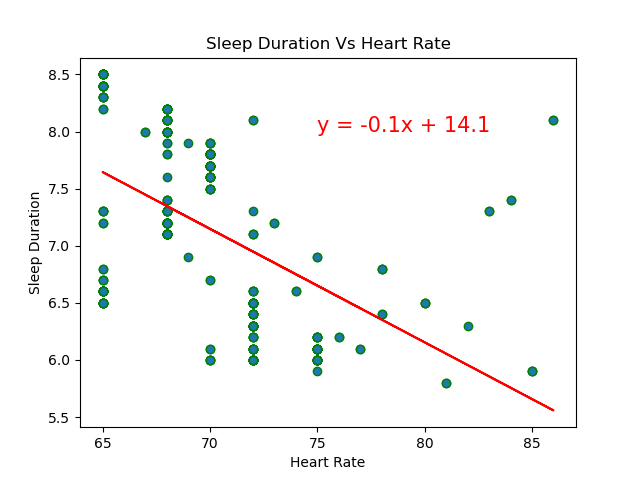 Sleep Duration Vs Heart Rate
8.5
8.0
7.5
7.0
6.5
6.0
5.5
Sleep Duration
y = -0.1x + 14.1
65 70 75 80 85
Heart Rate